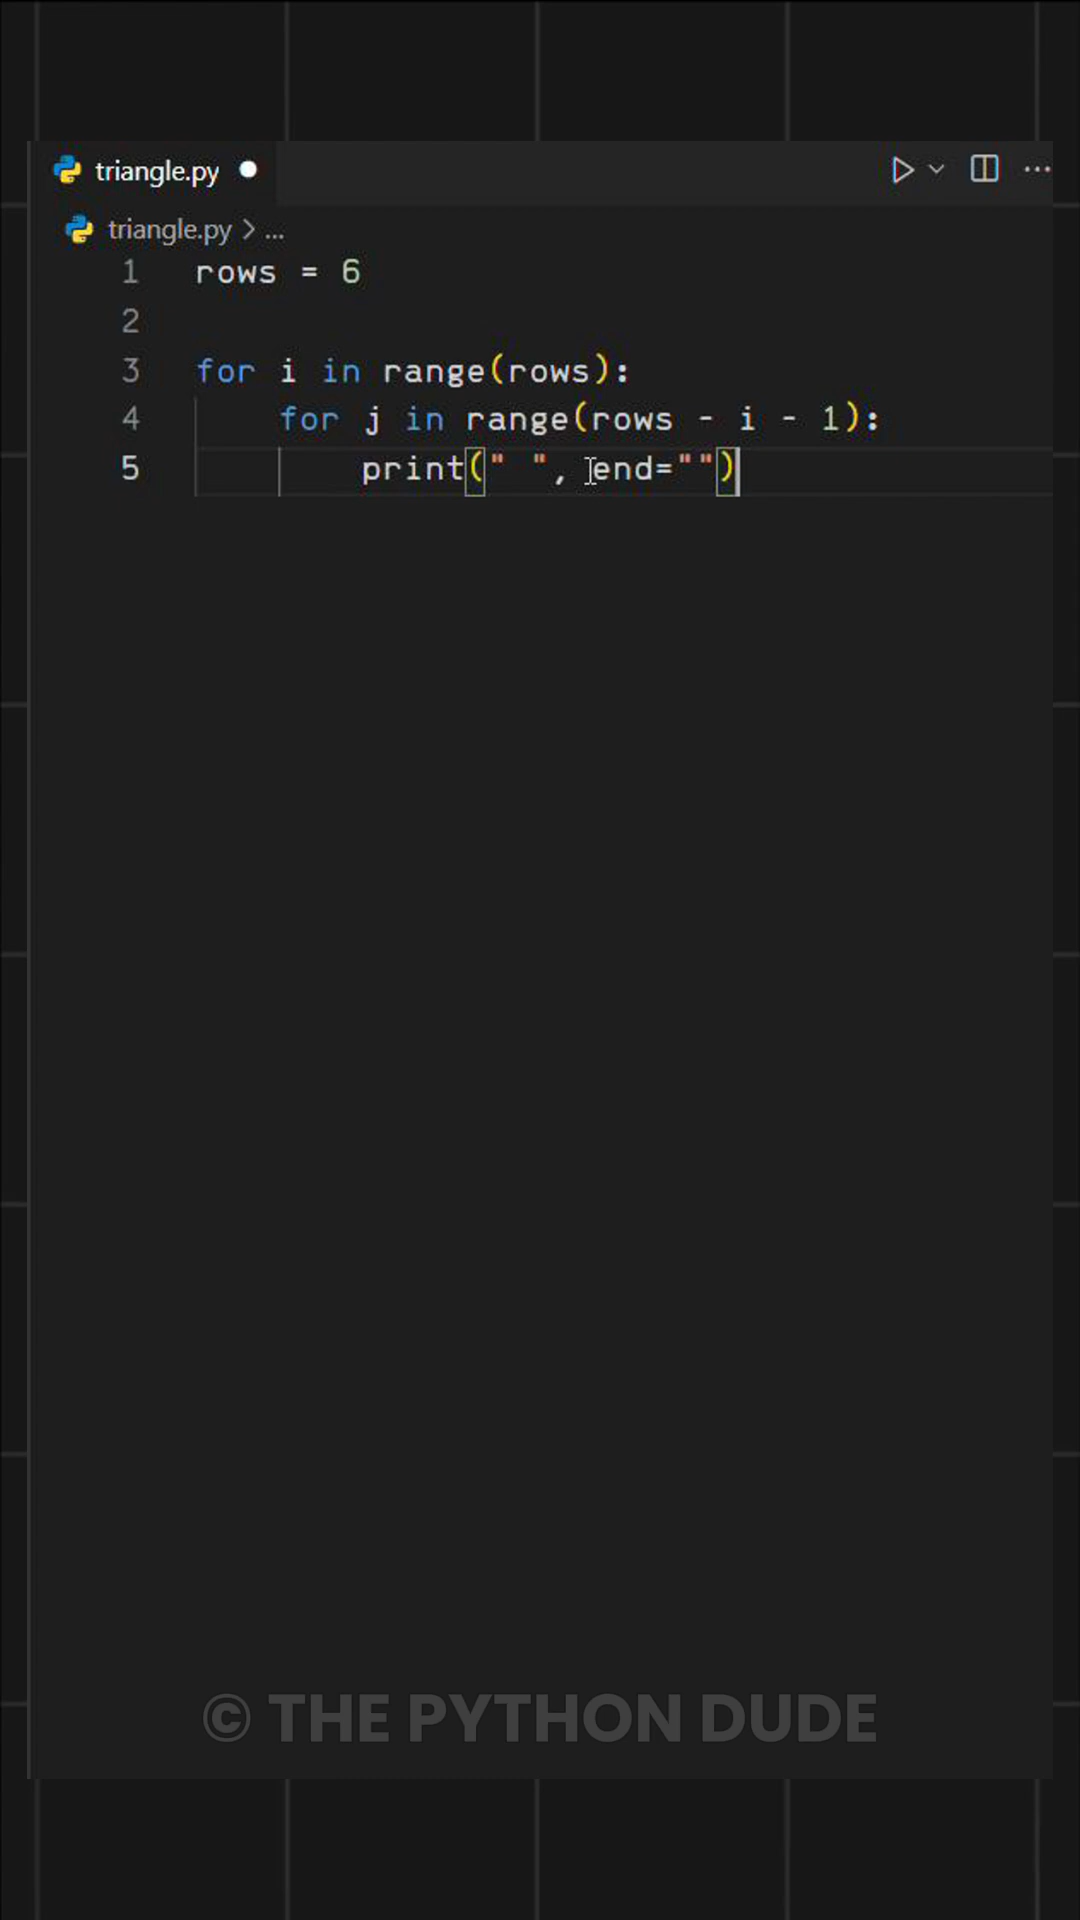 triangle.py
triangle.py > ...
1 rows = 6
2
3 for i in range(rows):
4     for j in range(rows - i - 1):
5         print(" ", end="")
© THE PYTHON DUDE